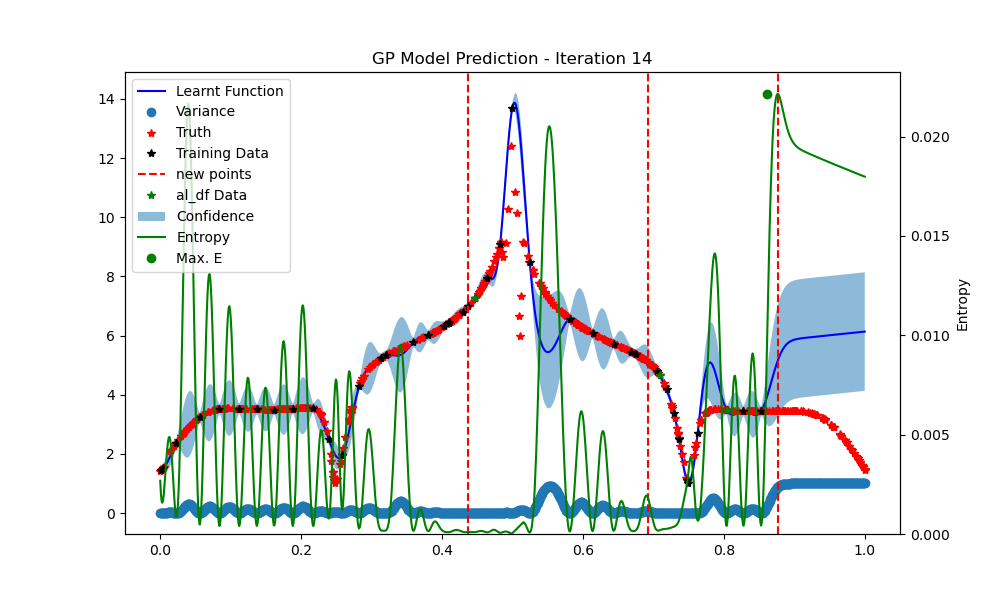 GP Model Prediction - Iteration 14
Learnt Function
Variance
Truth
Training Data
new points
al_df Data
Confidence
Entropy
Max. E
14
12
10
8
6
4
2
0
0.0
0.2
0.4
0.6
0.8
1.0
0.020
0.015
0.010
0.005
0.000
Entropy